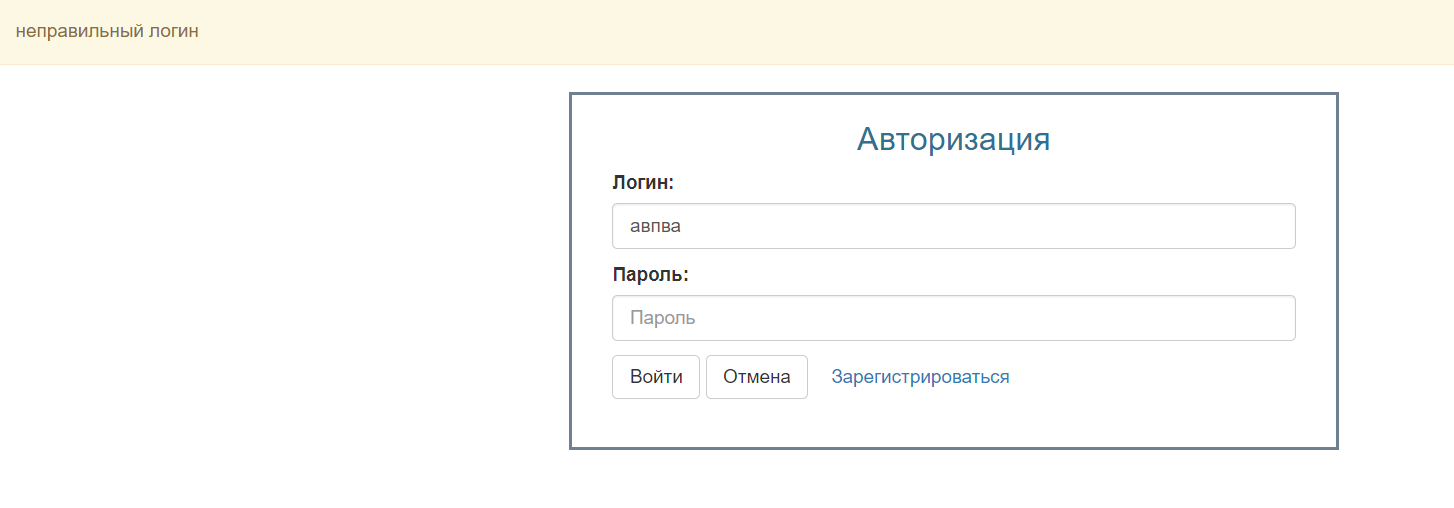 неправильный логин
Авторизация
Логин:
авпва
Пароль:
Пароль
Войти Отмена Зарегистрироваться